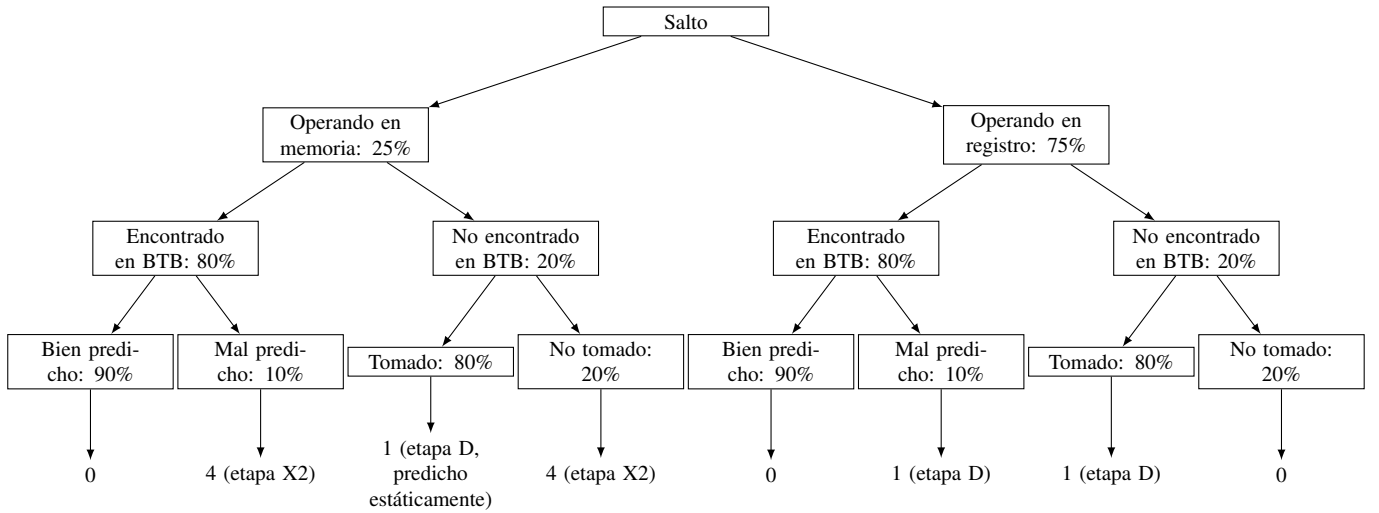 Salto
Operando en
memoria: 25%
Operando en
registro: 75%
Encontrado
en BTB: 80%
No encontrado
en BTB: 20%
Encontrado
en BTB: 80%
No encontrado
en BTB: 20%
Bien predi-
cho: 90%
Mal predi-
cho: 10%
Tomado: 80%
No tomado:
20%
Bien predi-
cho: 90%
Mal predi-
cho: 10%
Tomado: 80%
No tomado:
20%
0
4 (etapa X2)
1 (etapa D,
predicho
estáticamente)
4 (etapa X2)
0
1 (etapa D)
1 (etapa D)
0